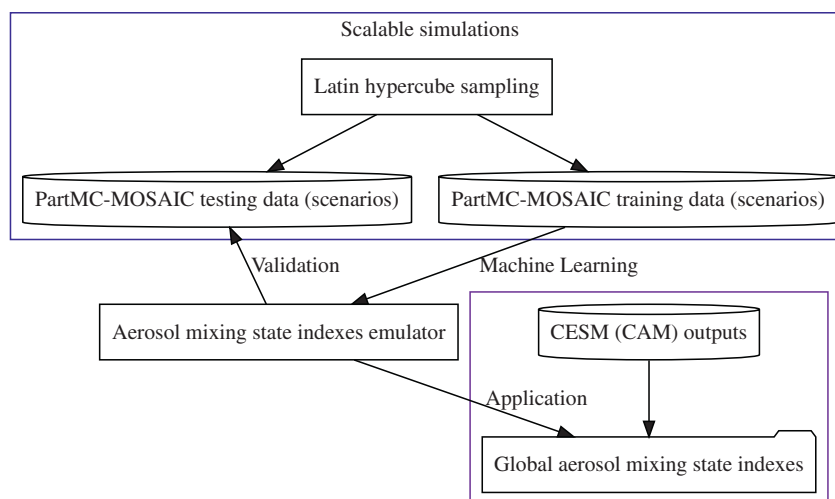 Scalable simulations
Latin hypercube sampling
PartMC-MOSAIC testing data (scenarios)
PartMC-MOSAIC training data (scenarios)
Validation
Machine Learning
Aerosol mixing state indexes emulator
CESM (CAM) outputs
Application
Global aerosol mixing state indexes